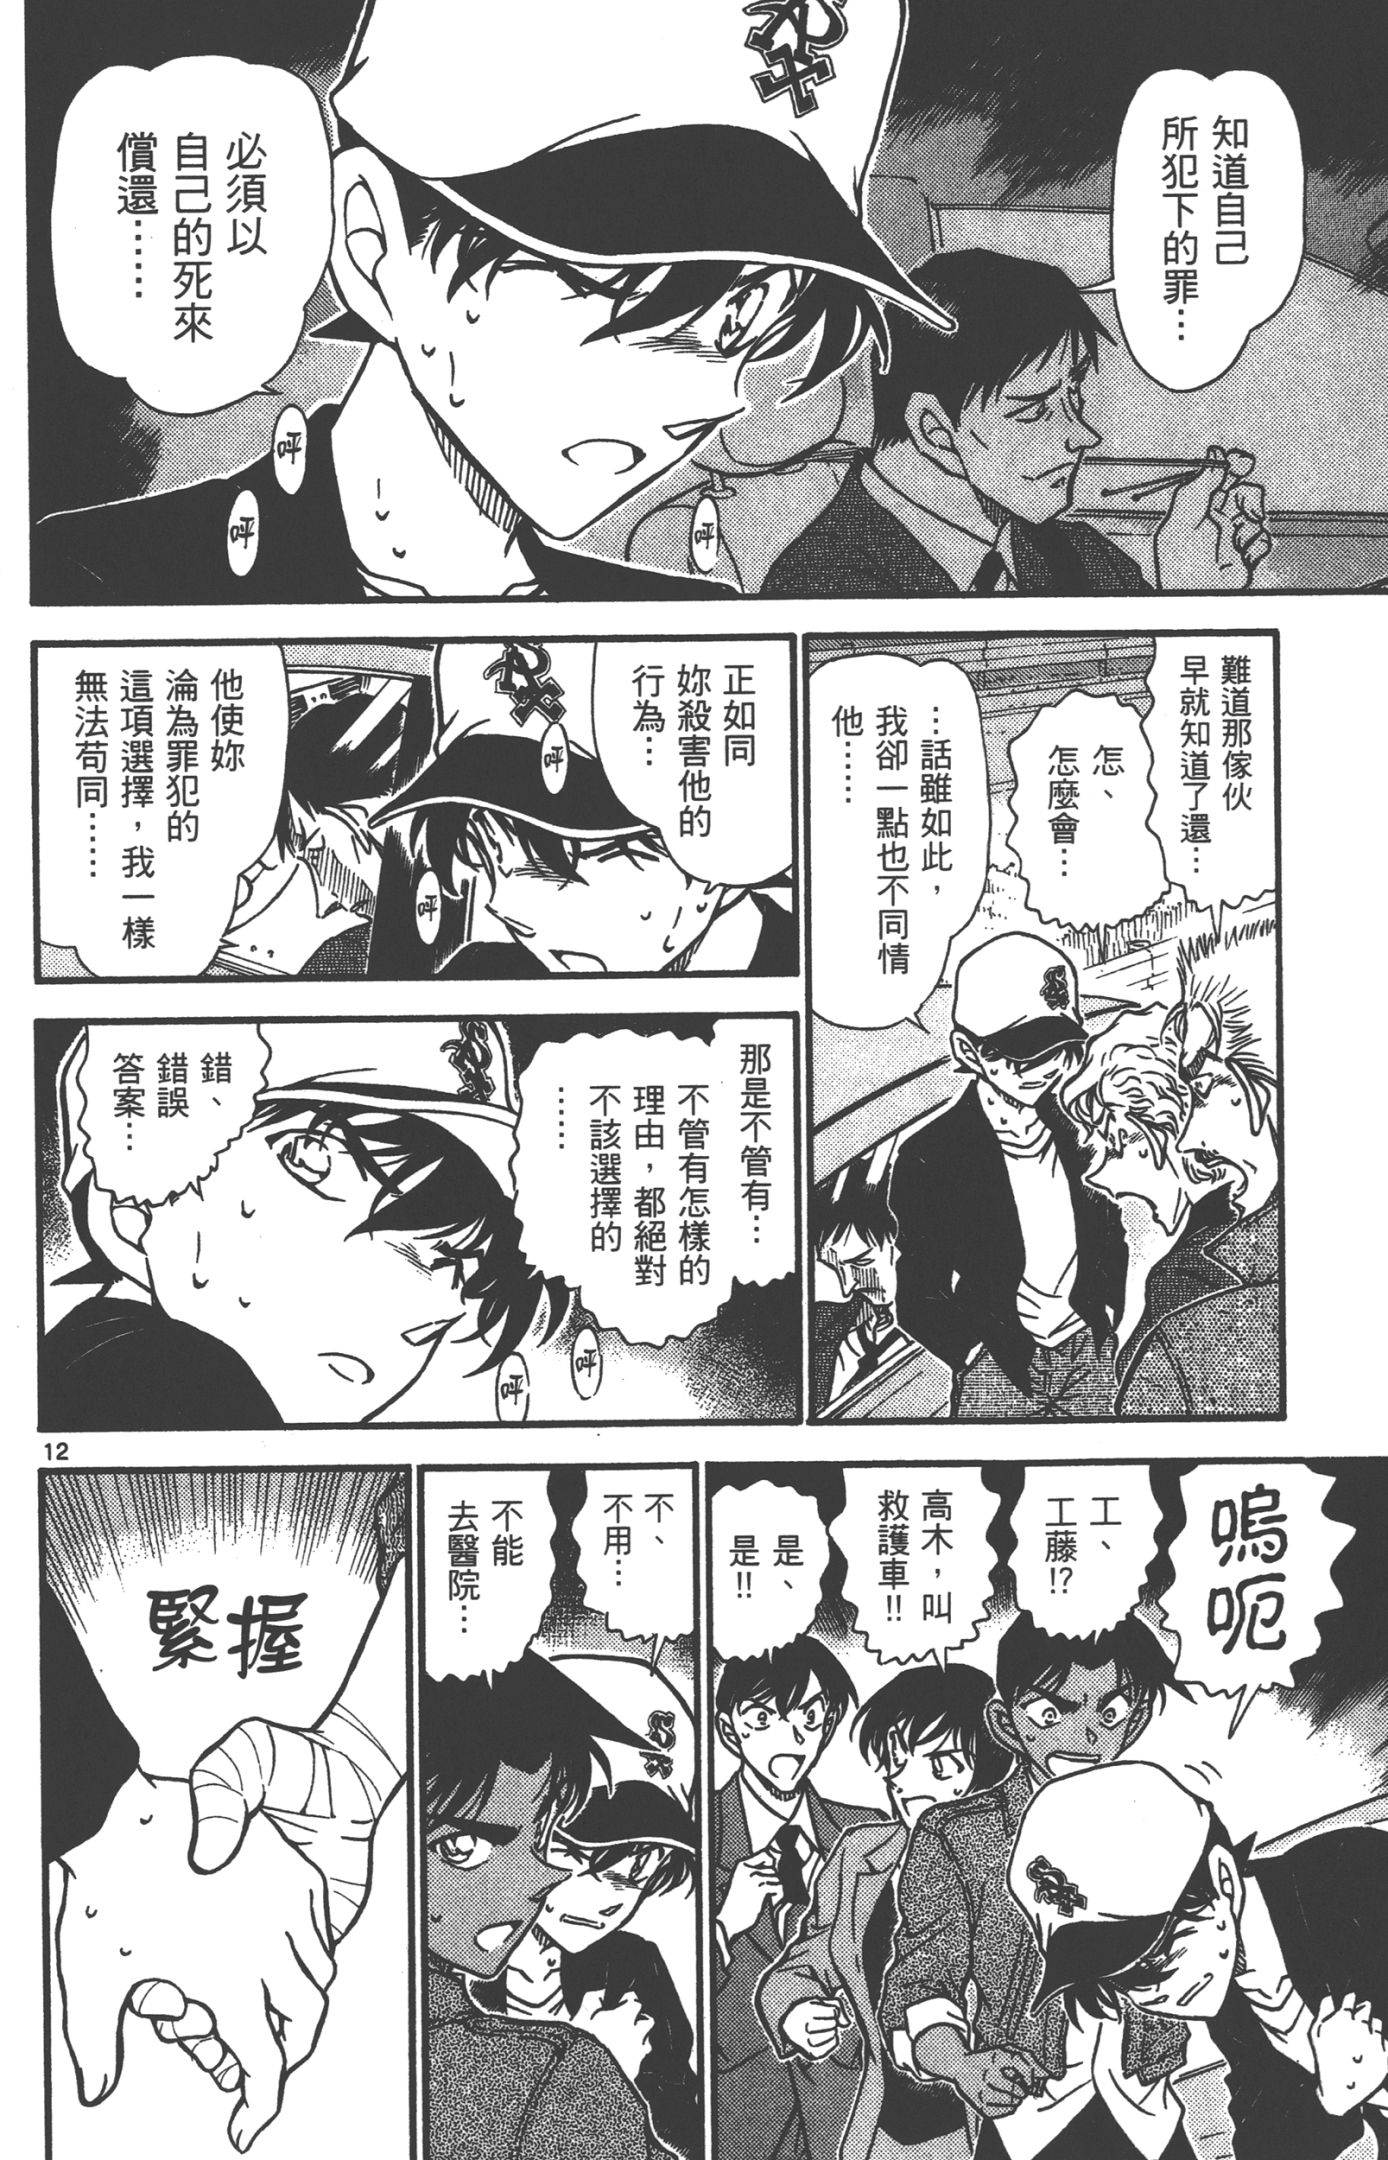 知道自己
所犯下的罪…
必須以
自己的死來
償還……
呼
呼
呼
難道那傢伙
早就知道了還…
怎、
怎麼會…
…話雖如此，
我卻一點也不同情
他……
正如同
妳殺害他的
行為…
呼
呼
他使妳
淪為罪犯的
這項選擇，我一樣
無法苟同……
那是不管有…
不管有怎樣的
理由，都絕對
不該選擇的
……
呼
呼
錯、
錯誤
答案…
12
嗚
呃
工、
工藤!?
高木，叫
救護車!!
是、
是!!
不、
不用…
不能
去醫院…
緊握